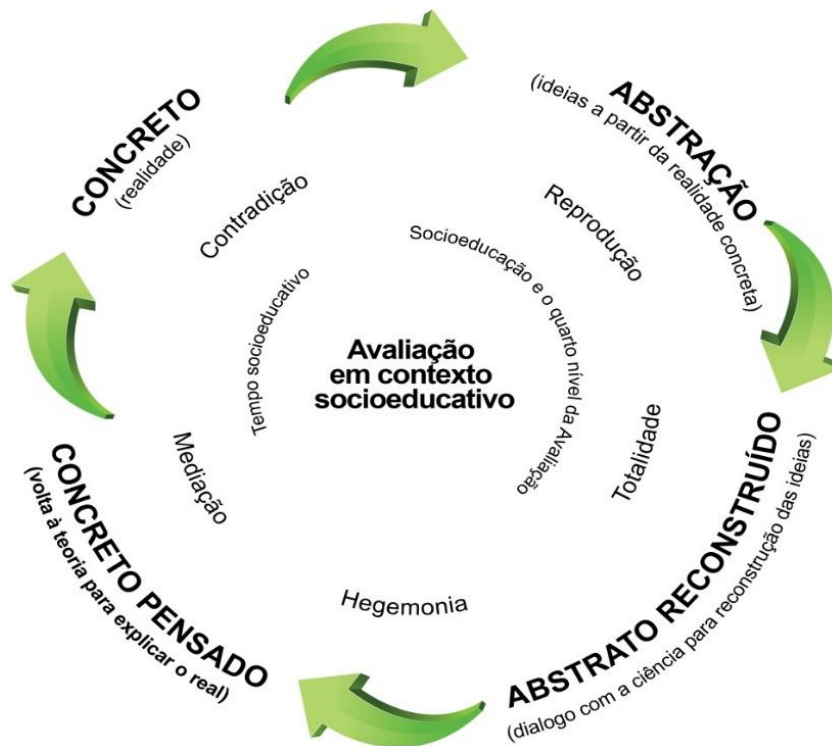 CONCRETO
(realidade)
ABSTRAÇÃO
(ideias a partir da realidade concreta)
ABSTRATO RECONSTRUÍDO
(dialogo com a ciência para reconstrução das ideias)
CONCRETO PENSADO
(volta à teoria para explicar o real)
Contradição
Reprodução
Totalidade
Hegemonia
Mediação
Tempo socioeducativo
Socioeducação e o quarto nível da Avaliação
Avaliação
em contexto
socioeducativo